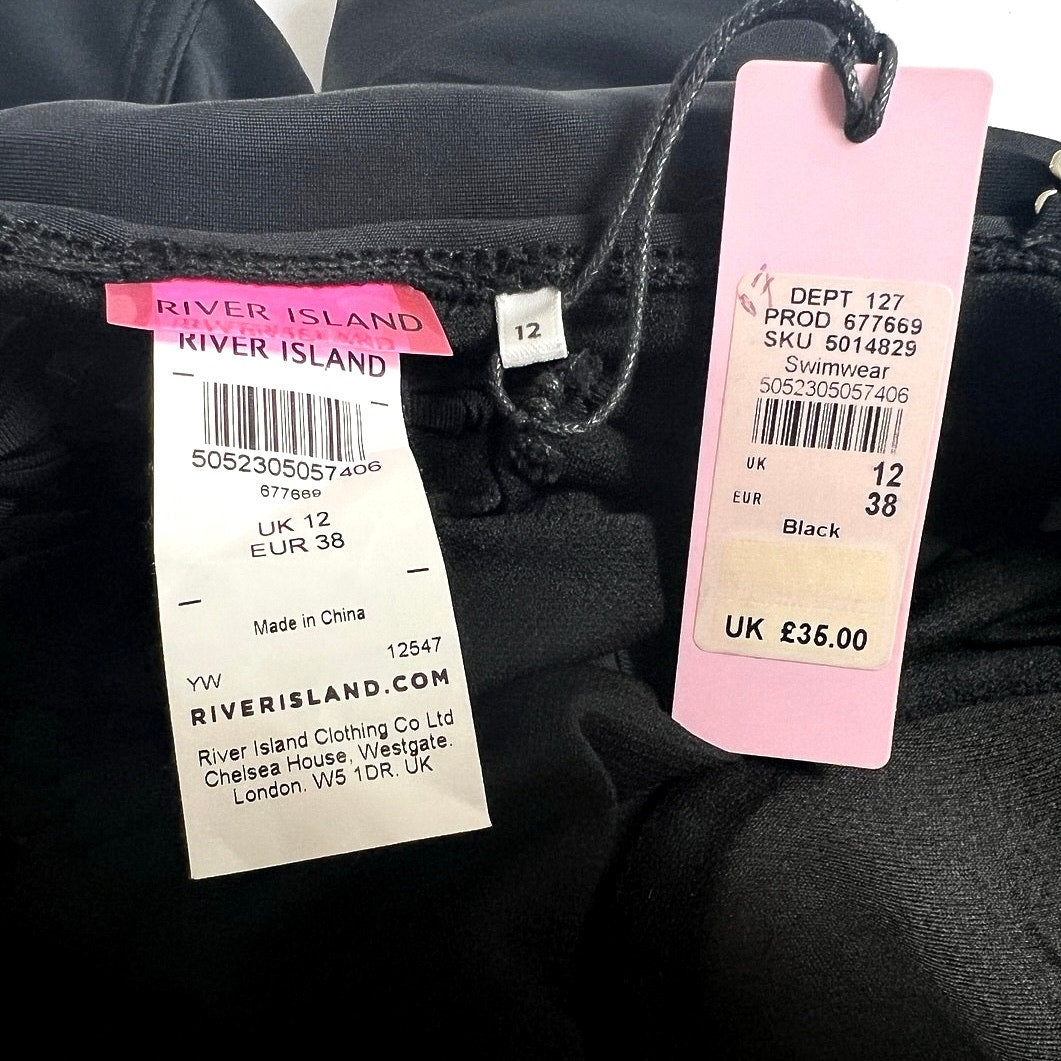 RIVER ISLAND
RIVER ISLAND
5052305057406
677669
UK 12
EUR 38
Made in China
12547
YW
RIVERISLAND.COM
River Island Clothing Co Ltd
Chelsea House, Westgate.
London. W5 1DR. UK
12
DEPT 127
PROD 677669
SKU 5014829
Swimwear
5052305057406
UK 12
EUR 38
Black
UK £35.00